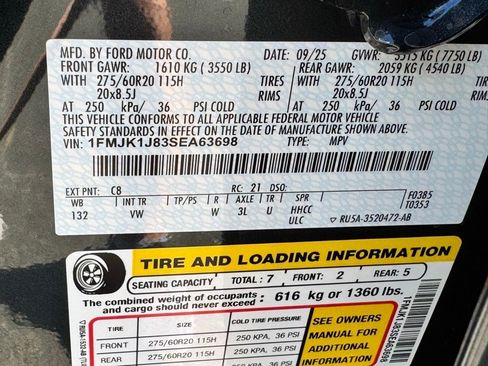 MFD. BY FORD MOTOR CO. 09/25 GVWR: 3515 KG (7750 LB)
FRONT GAWR: 1610 KG (3550 LB) REAR GAWR: 2059 KG (4540 LB)
WITH 275/60R20 115H TIRES WITH 275/60R20 115H
20x8.5J RIMS 20x8.5J
AT 250 kPa/ 36 PSI COLD AT 250 kPa/ 36 PSI COLD
THIS VEHICLE CONFORMS TO ALL APPLICABLE FEDERAL MOTOR VEHICLE
SAFETY STANDARDS IN EFFECT ON THE DATE OF MANUFACTURE SHOWN ABOVE.
VIN: 1FMJK1J83SEA63698 TYPE: MPV
EXT PNT: C8 RC: 21 DSO:
WB INT TR TP/PS R AXLE TR SPR
132 VW W 3L U HHCC
ULC
F0385
T0353
RU5A-3520472-AB
TIRE AND LOADING INFORMATION
SEATING CAPACITY TOTAL: 7 FRONT: 2 REAR: 5
The combined weight of occupants and cargo should never exceed: 616 kg or 1360 lbs.
TIRE SIZE COLD TIRE PRESSURE
FRONT 275/60R20 115H 250 KPA, 36 PSI
REAR 275/60R20 115H 250 KPA, 36 PSI
SEE OWNERS
MANUAL FOR
ADDITIONAL
INFORMATION
1FMJK1J83SEA63698